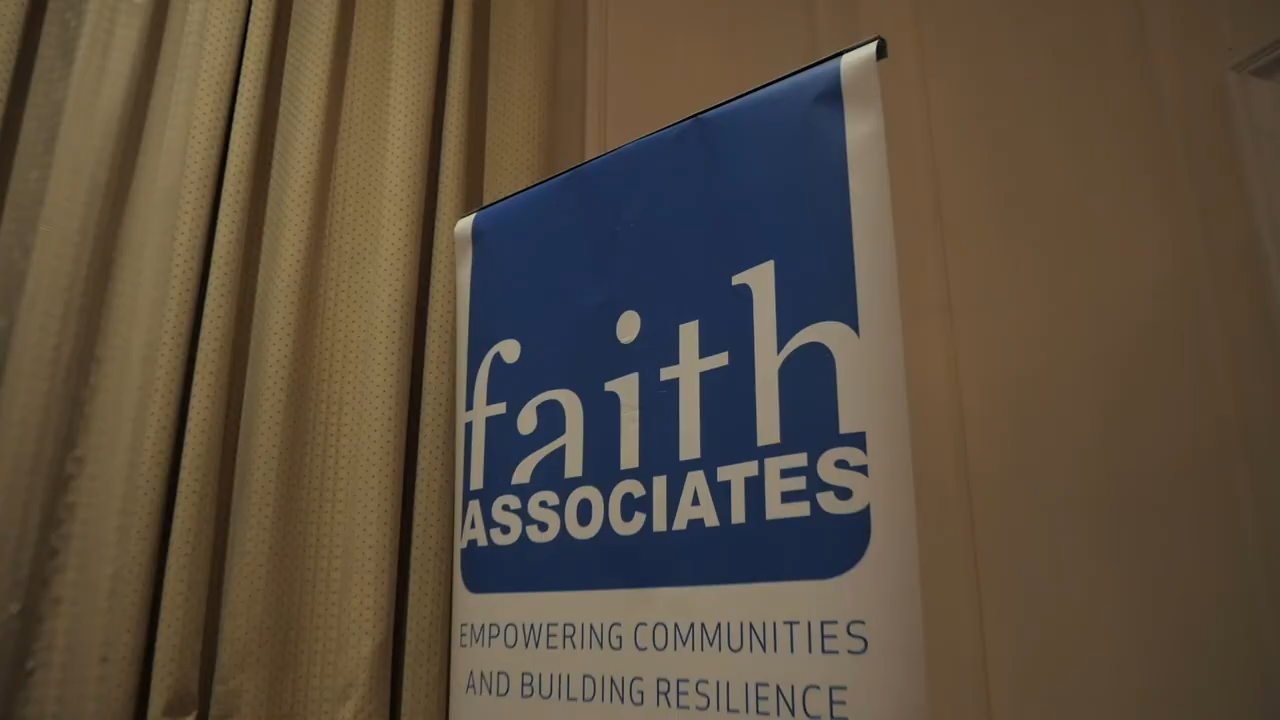 faith
ASSOCIATES
EMPOWERING COMMUNITIES
AND BUILDING RESILIENCE